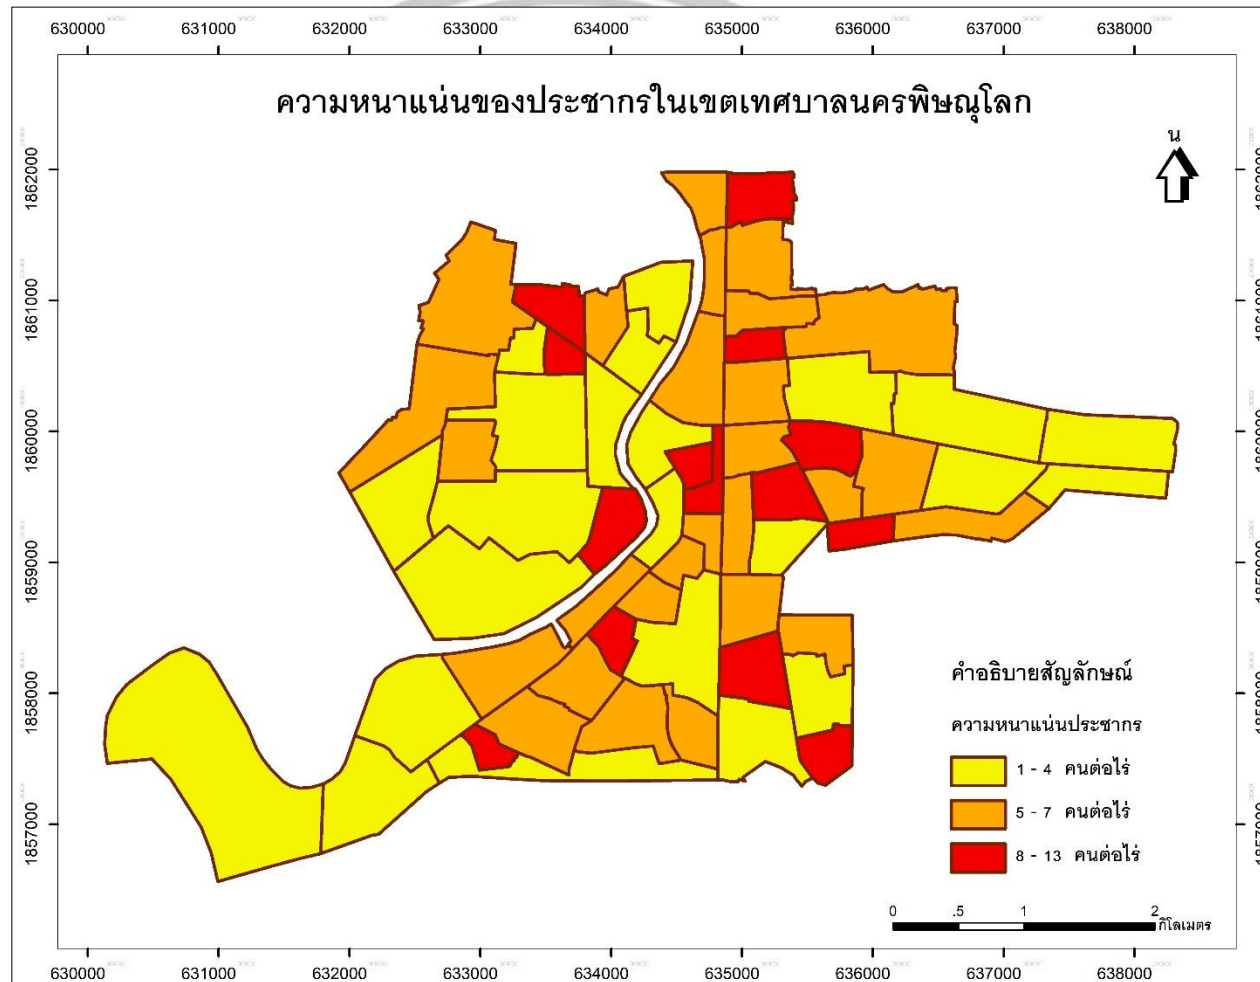 630000 631000 632000 633000 634000 635000 636000 637000 638000
ความหนาแน่นของประชากรในเขตเทศบาลนครพิษณุโลก
น
1862000 1862000
1861000 1861000
1860000 1860000
1859000 1859000
1858000 1858000
1857000 1857000
คำอธิบายสัญลักษณ์
ความหนาแน่นประชากร
1 - 4 คนต่อไร่
5 - 7 คนต่อไร่
8 - 13 คนต่อไร่
0 .5 1 2
กิโลเมตร
630000 631000 632000 633000 634000 635000 636000 637000 638000